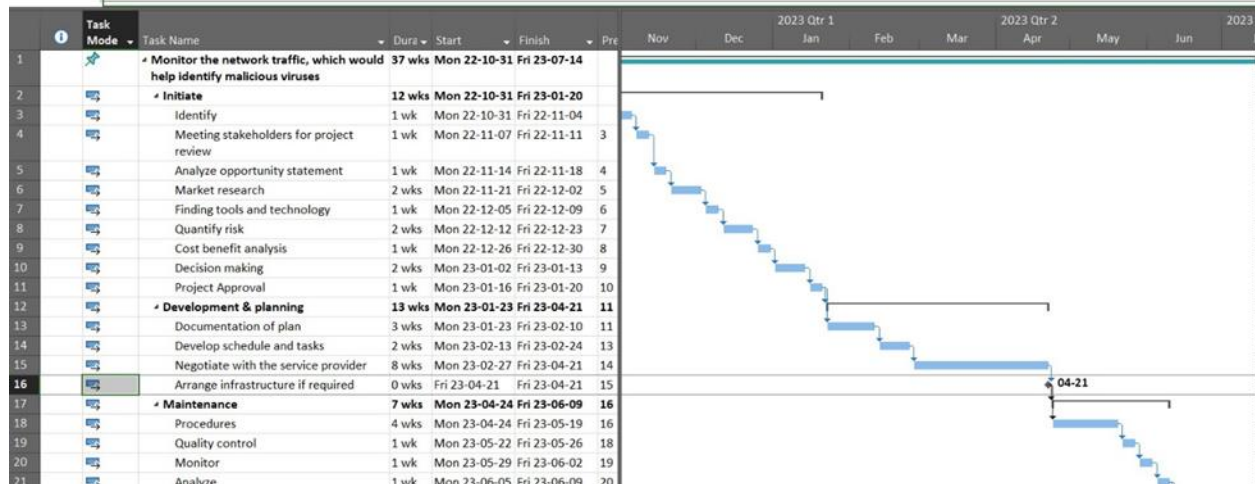 2023 Qtr 1 2023 Qtr 2 2023
Task Mode Task Name Dura Start Finish Pre Nov Dec Jan Feb Mar Apr May Jun
1 Monitor the network traffic, which would 37 wks Mon 22-10-31 Fri 23-07-14
help identify malicious viruses
2 Initiate 12 wks Mon 22-10-31 Fri 23-01-20
3 Identify 1 wk Mon 22-10-31 Fri 22-11-04
4 Meeting stakeholders for project 1 wk Mon 22-11-07 Fri 22-11-11 3
review
5 Analyze opportunity statement 1 wk Mon 22-11-14 Fri 22-11-18 4
6 Market research 2 wks Mon 22-11-21 Fri 22-12-02 5
7 Finding tools and technology 1 wk Mon 22-12-05 Fri 22-12-09 6
8 Quantify risk 2 wks Mon 22-12-12 Fri 22-12-23 7
9 Cost benefit analysis 1 wk Mon 22-12-26 Fri 22-12-30 8
10 Decision making 2 wks Mon 23-01-02 Fri 23-01-13 9
11 Project Approval 1 wk Mon 23-01-16 Fri 23-01-20 10
12 Development & planning 13 wks Mon 23-01-23 Fri 23-04-21 11
13 Documentation of plan 3 wks Mon 23-01-23 Fri 23-02-10 11
14 Develop schedule and tasks 2 wks Mon 23-02-13 Fri 23-02-24 13
15 Negotiate with the service provider 8 wks Mon 23-02-27 Fri 23-04-21 14
16 Arrange infrastructure if required 0 wks Fri 23-04-21 Fri 23-04-21 15 04-21
17 Maintenance 7 wks Mon 23-04-24 Fri 23-06-09 16
18 Procedures 4 wks Mon 23-04-24 Fri 23-05-19 16
19 Quality control 1 wk Mon 23-05-22 Fri 23-05-26 18
20 Monitor 1 wk Mon 23-05-29 Fri 23-06-02 19
21 Analyze 1 wk Mon 23-06-05 Fri 23-06-09 20